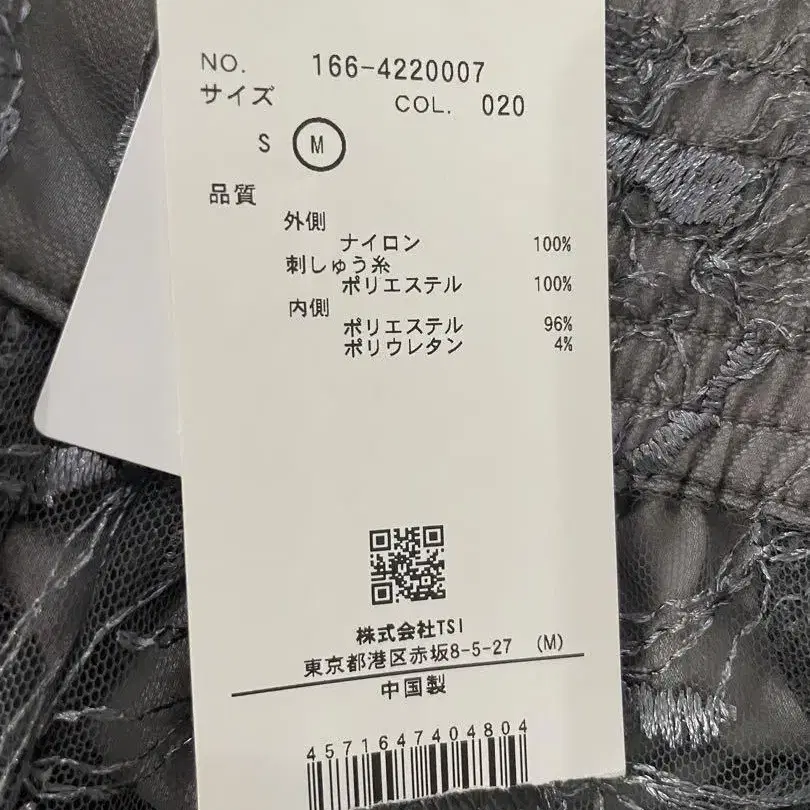 NO. 166-4220007
サイズ COL. 020
S M
品質
外側
ナイロン 100%
刺しゅう糸
ポリエステル 100%
内側
ポリエステル 96%
ポリウレタン 4%
株式会社TSI
東京都港区赤坂8-5-27 (M)
中国製
4571647404804